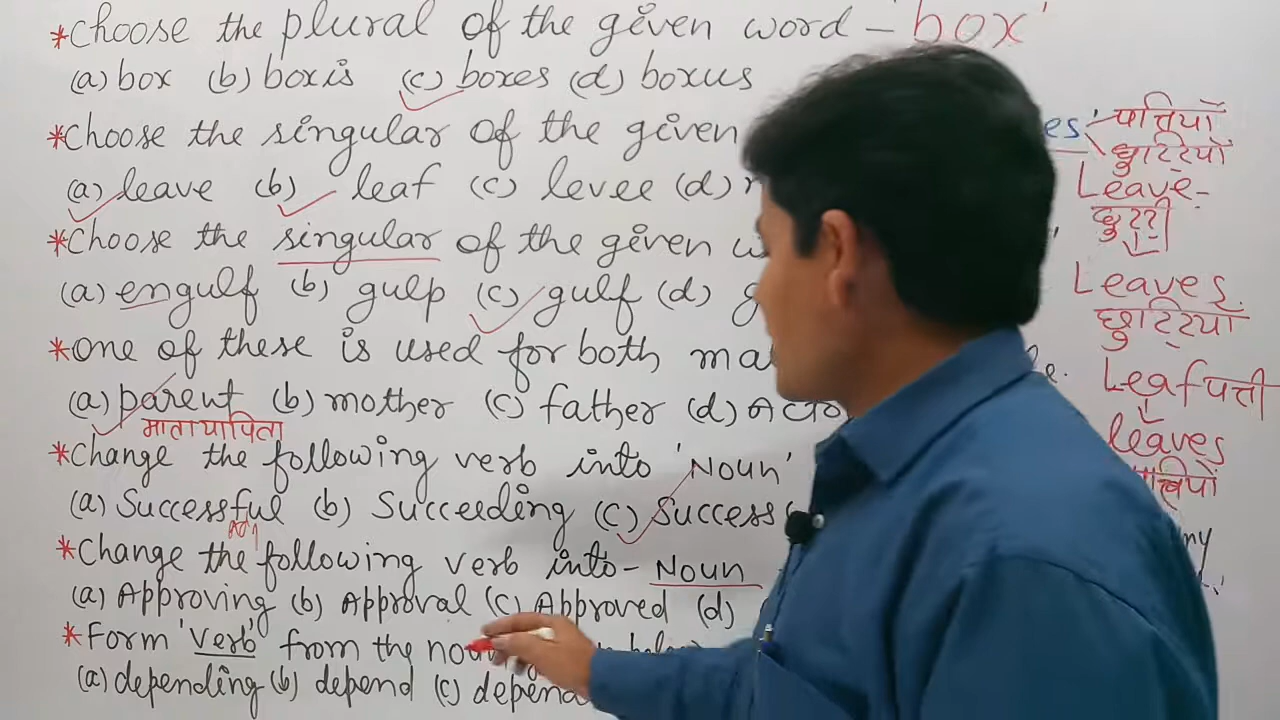 *Choose the plural of the given word - 'box'
(a) box (b) boxis (c) boxes (d) boxus
*Choose the singular of the given
(a) leave (b) leaf (c) levee (d)
*Choose the singular of the given
(a) engulf (b) gulp (c) gulf (d)
*One of these is used for both
(a) parent (b) mother (c) father (d) actor
माता या पिता
*Change the following verb into 'Noun'
(a) Successful (b) Succeeding (c) Success
Adj
*Change the following verb into - Noun
(a) Approving (b) Approval (c) Approved (d)
*Form 'verb' from the
(a) depending (b) depend (c)
es' पत्तियाँ
छुट्टियाँ
Leave -
छुट्टी
Leaves
छुट्टियाँ
Leaf पत्ती
leaves